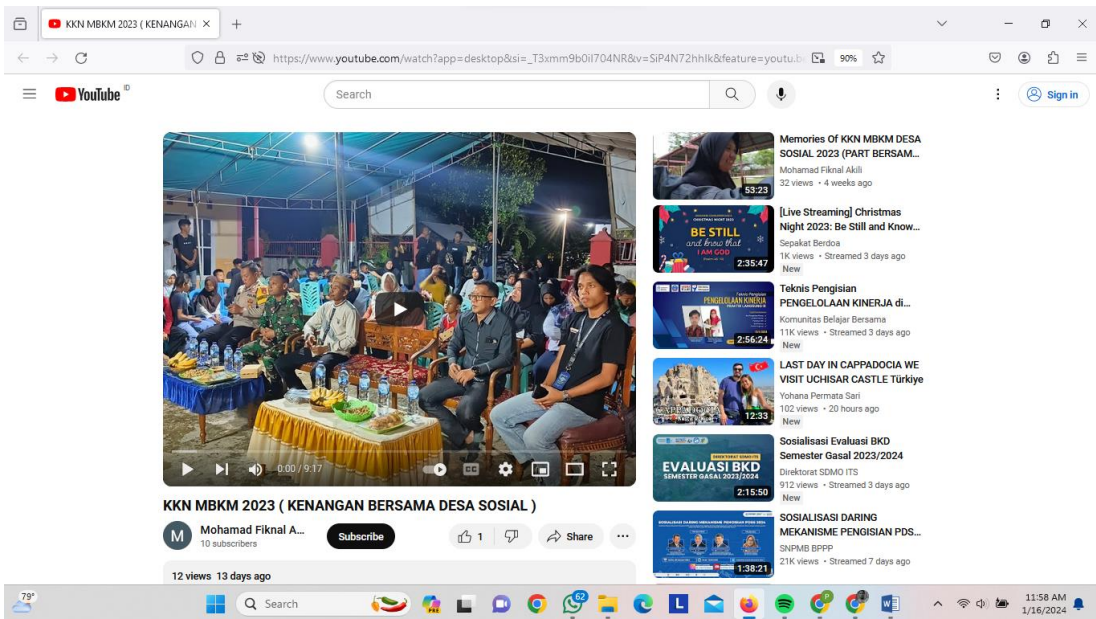 KKN MBKM 2023 ( KENANGAN
https://www.youtube.com/watch?app=desktop&si=_T3xmm9b0iI704NR&v=SiP4N72hhIk&feature=youtu.b
90%
YouTube ID
Search
Sign in
Memories Of KKN MBKM DESA
SOSIAL 2023 (PART BERSAM...
Mohamad Fiknal Akili
32 views • 4 weeks ago
53:23
[Live Streaming] Christmas
Night 2023: Be Still and Know...
Sepakat Berdoa
1K views • Streamed 3 days ago
New
BE STILL
and know that
I AM GOD
2:35:47
Teknis Pengisian
PENGELOLAAN KINERJA di...
Komunitas Belajar Bersama
11K views • Streamed 3 days ago
New
Teknis Pengisian
PENGELOLAAN KINERJA
2:56:24
LAST DAY IN CAPPADOCIA WE
VISIT UCHISAR CASTLE Türkiye
Yohana Permata Sari
102 views • 20 hours ago
New
CAPPADOCIA
12:33
Sosialisasi Evaluasi BKD
Semester Gasal 2023/2024
Direktorat SDMO ITS
912 views • Streamed 3 days ago
New
DIREKTORAT SDMO ITS
EVALUASI BKD
SEMESTER GASAL 2023/2024
2:15:50
SOSIALISASI DARING
MEKANISME PENGISIAN PDS...
SNPMB BPPP
21K views • Streamed 7 days ago
1:38:21
0:00 / 9:17
CC
KKN MBKM 2023 ( KENANGAN BERSAMA DESA SOSIAL )
M
Mohamad Fiknal A...
10 subscribers
Subscribe
1
Share
12 views 13 days ago
79°
Search
PRE
62
L
P
W
11:58 AM
1/16/2024